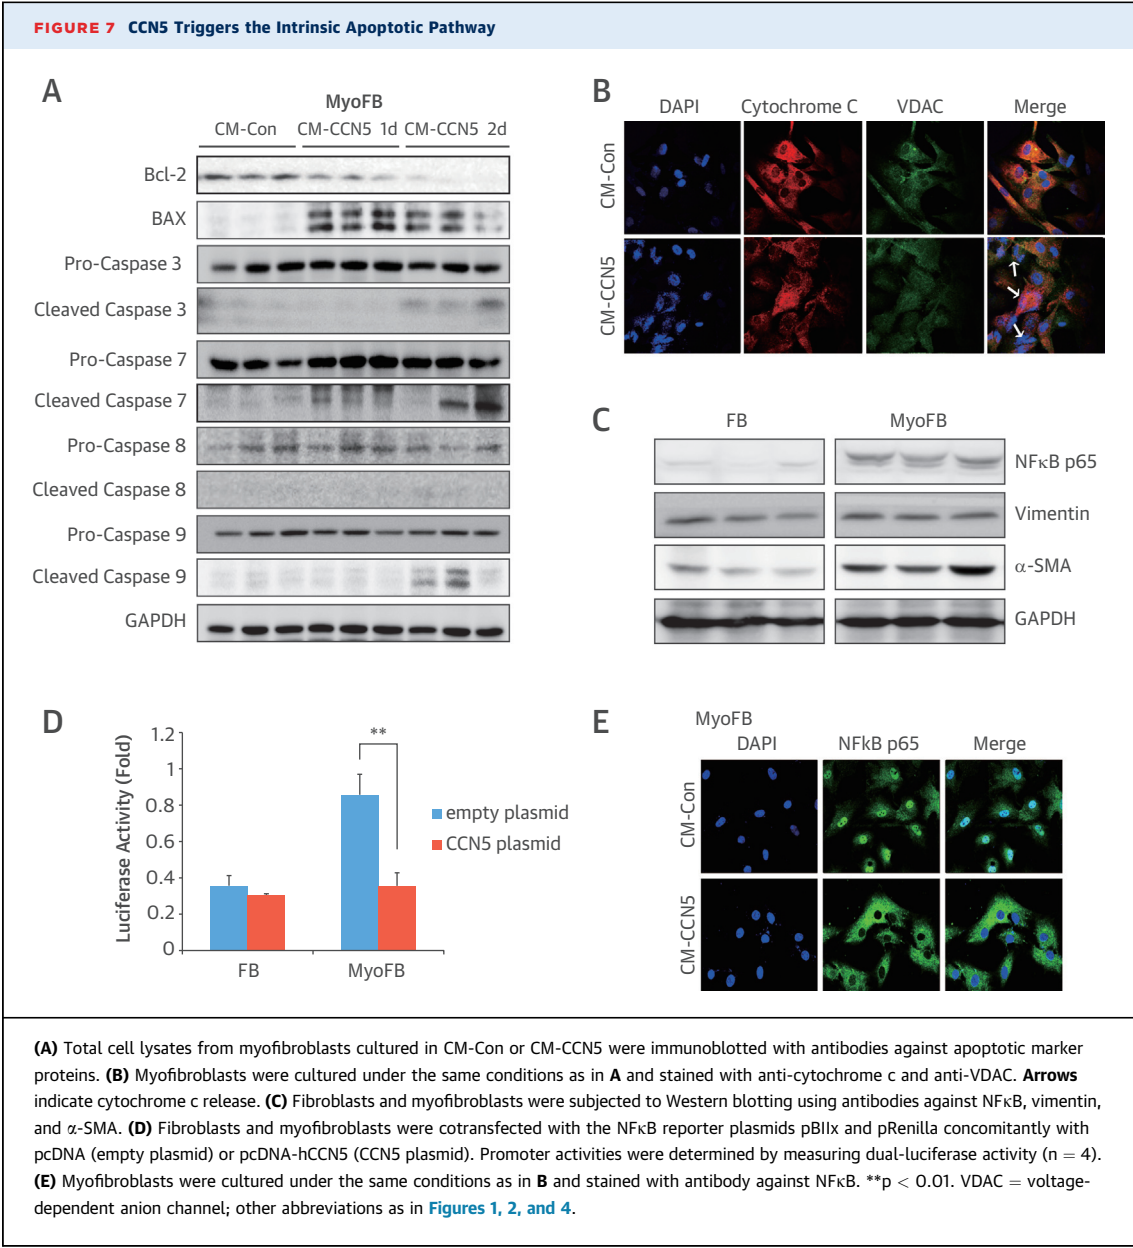 FIGURE 7 CCN5 Triggers the Intrinsic Apoptotic Pathway
A
MyoFB
CM-Con CM-CCN5 1d CM-CCN5 2d
Bcl-2
BAX
Pro-Caspase 3
Cleaved Caspase 3
Pro-Caspase 7
Cleaved Caspase 7
Pro-Caspase 8
Cleaved Caspase 8
Pro-Caspase 9
Cleaved Caspase 9
GAPDH
B
DAPI Cytochrome C VDAC Merge
CM-Con
CM-CCN5
C
FB MyoFB
NFκB p65
Vimentin
α-SMA
GAPDH
D
Luciferase Activity (Fold)
1.2
1
0.8
0.6
0.4
0.2
0
**
FB MyoFB
empty plasmid
CCN5 plasmid
E
MyoFB
DAPI NFkB p65 Merge
CM-Con
CM-CCN5
(A) Total cell lysates from myofibroblasts cultured in CM-Con or CM-CCN5 were immunoblotted with antibodies against apoptotic marker
proteins. (B) Myofibroblasts were cultured under the same conditions as in A and stained with anti-cytochrome c and anti-VDAC. Arrows
indicate cytochrome c release. (C) Fibroblasts and myofibroblasts were subjected to Western blotting using antibodies against NFκB, vimentin,
and α-SMA. (D) Fibroblasts and myofibroblasts were cotransfected with the NFκB reporter plasmids pBIIx and pRenilla concomitantly with
pcDNA (empty plasmid) or pcDNA-hCCN5 (CCN5 plasmid). Promoter activities were determined by measuring dual-luciferase activity (n = 4).
(E) Myofibroblasts were cultured under the same conditions as in B and stained with antibody against NFκB. **p < 0.01. VDAC = voltage-
dependent anion channel; other abbreviations as in Figures 1, 2, and 4.